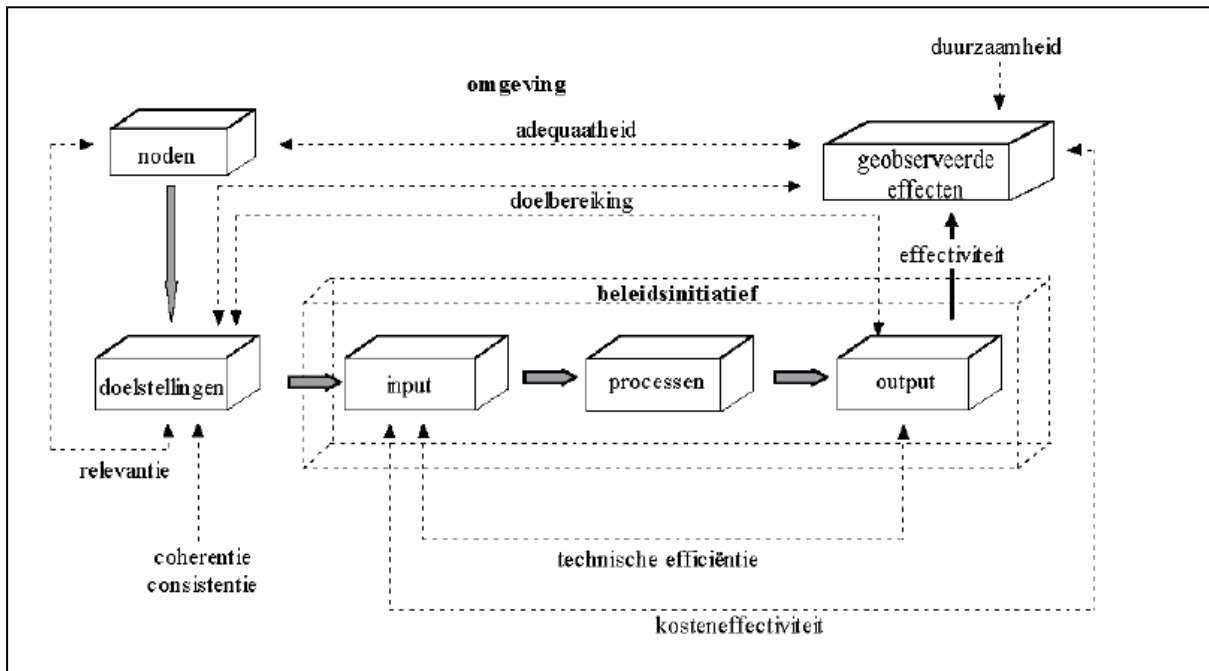 duurzaamheid
omgeving
adequaatheid
noden
geobserveerde
effecten
doelbereiking
effectiviteit
beleidsinitiatief
doelstellingen
input
processen
output
relevantie
coherentie
consistentie
technische efficiëntie
kosteneffectiviteit